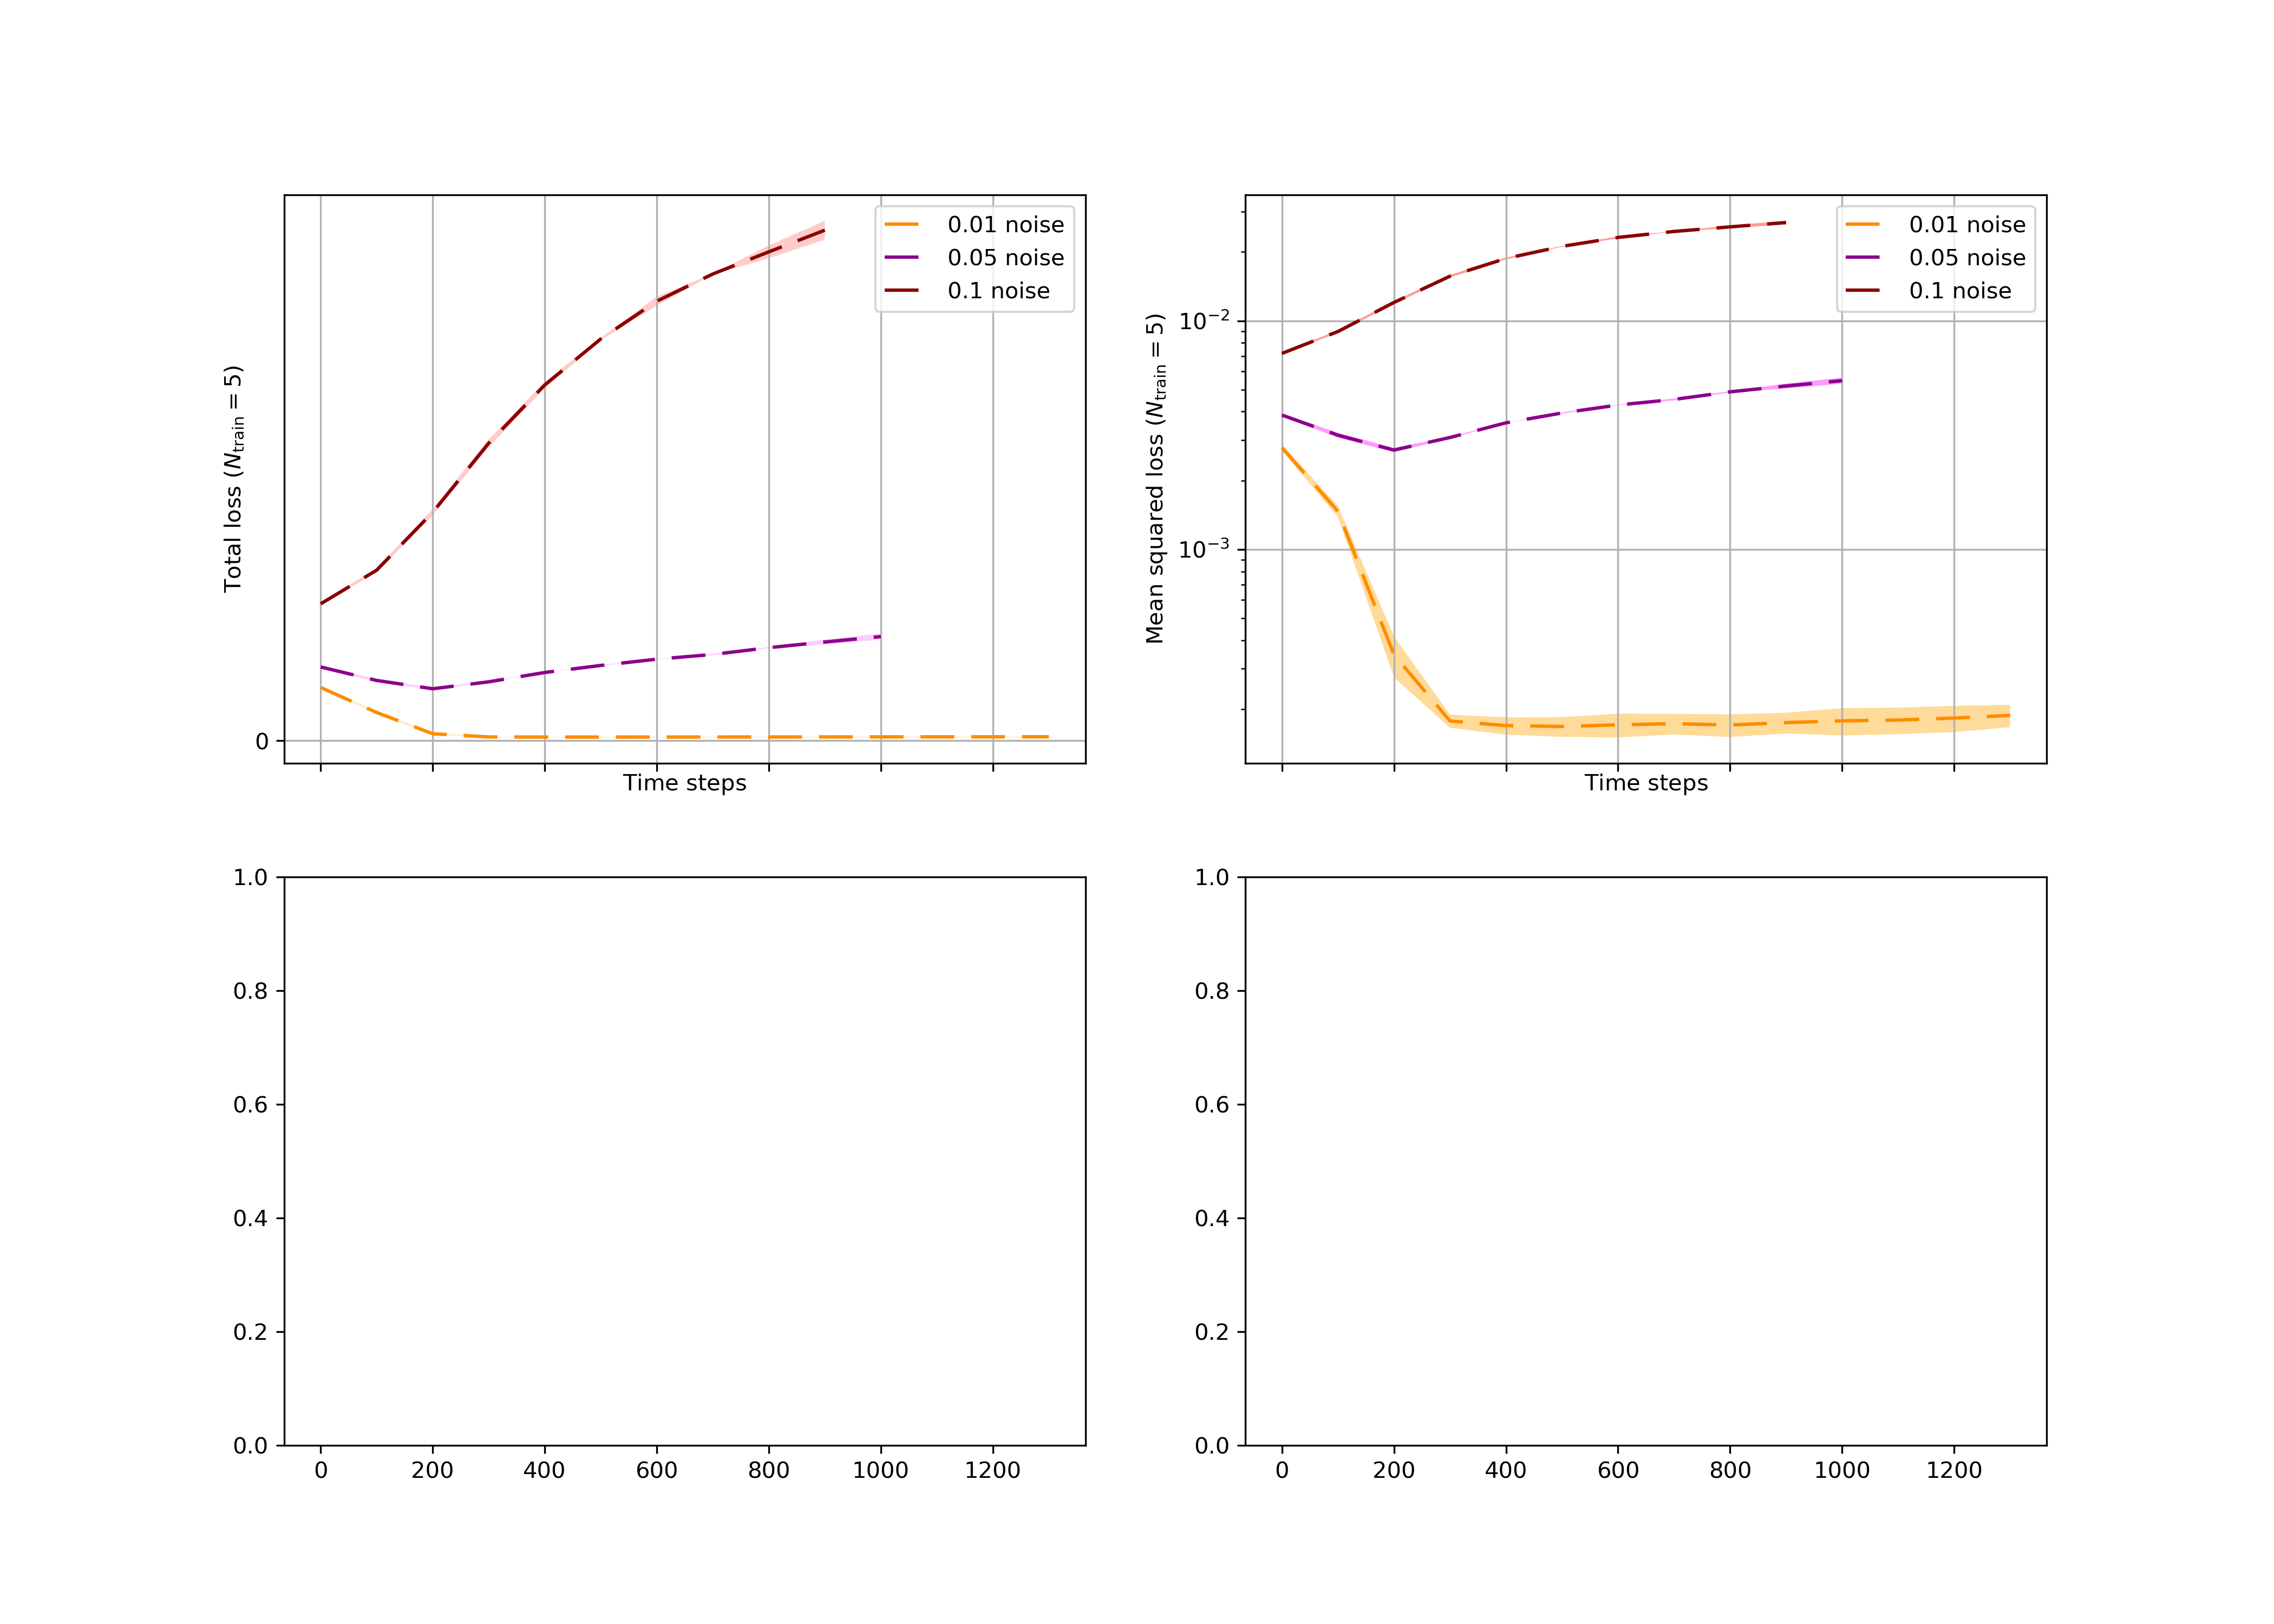 Total loss (N_train = 5)
0
0.01 noise
0.05 noise
0.1 noise
Time steps
Mean squared loss (N_train = 5)
10^-2
10^-3
0.01 noise
0.05 noise
0.1 noise
Time steps
1.0
0.8
0.6
0.4
0.2
0.0
0 200 400 600 800 1000 1200
1.0
0.8
0.6
0.4
0.2
0.0
0 200 400 600 800 1000 1200